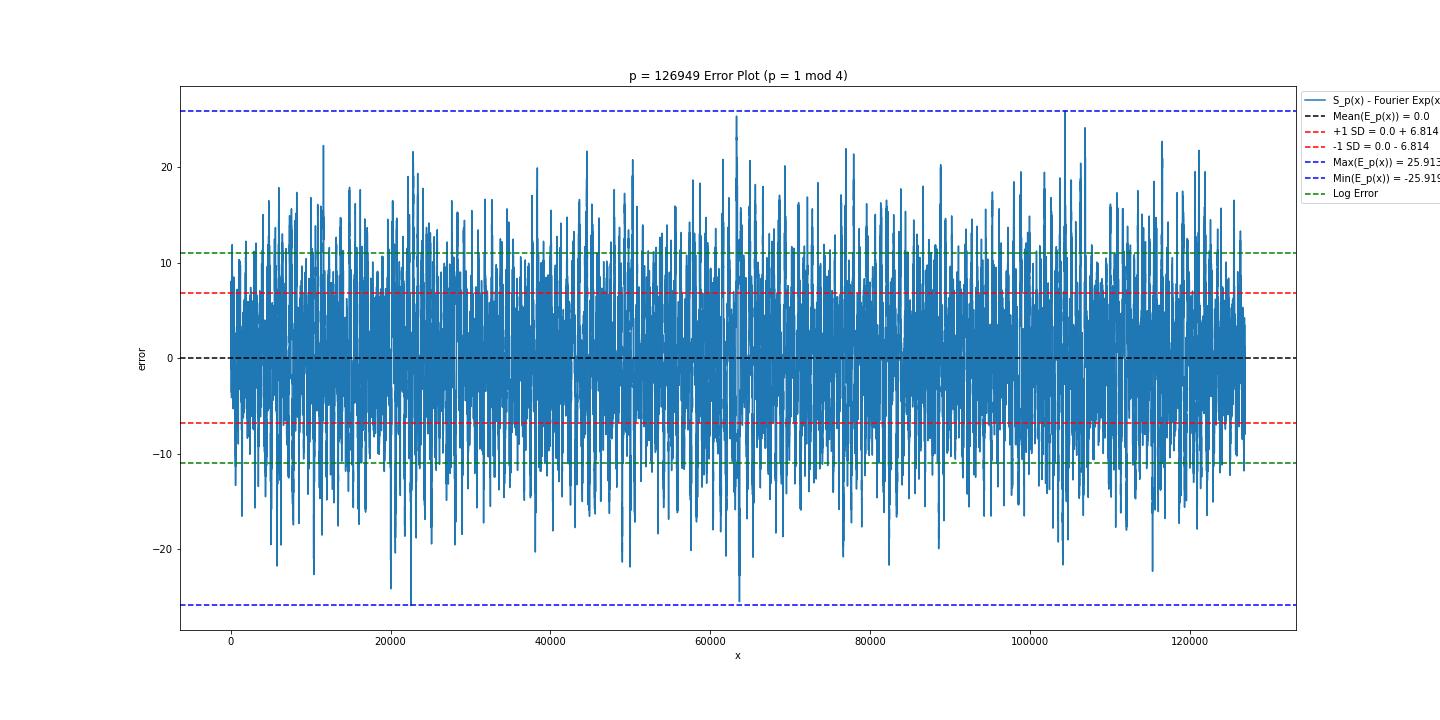 p = 126949 Error Plot (p = 1 mod 4)
S_p(x) - Fourier Exp(x
Mean(E_p(x)) = 0.0
+1 SD = 0.0 + 6.814
-1 SD = 0.0 - 6.814
Max(E_p(x)) = 25.913
Min(E_p(x)) = -25.919
Log Error
error
20
10
0
−10
−20
0 20000 40000 60000 80000 100000 120000
x